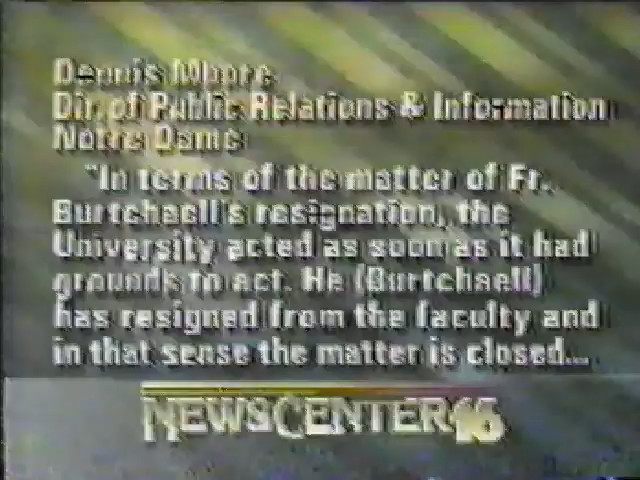 Dennis Moore
Dir. of Public Relations & Information
Notre Dame
"In terms of the matter of Fr.
Burtchaell's resignation, the
University acted as soon as it had
grounds to act. He (Burtchaell)
has resigned from the faculty and
in that sense the matter is closed...
NEWSCENTER16